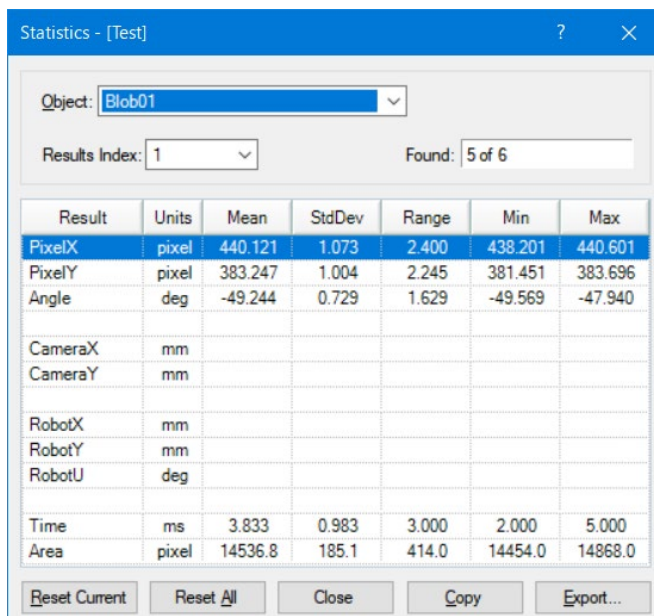 Statistics - [Test] ? ×
Object: Blob01
Results Index: 1 Found: 5 of 6
Result Units Mean StdDev Range Min Max
PixelX pixel 440.121 1.073 2.400 438.201 440.601
PixelY pixel 383.247 1.004 2.245 381.451 383.696
Angle deg -49.244 0.729 1.629 -49.569 -47.940
CameraX mm
CameraY mm
RobotX mm
RobotY mm
RobotU deg
Time ms 3.833 0.983 3.000 2.000 5.000
Area pixel 14536.8 185.1 414.0 14454.0 14868.0
Reset Current Reset All Close Copy Export...